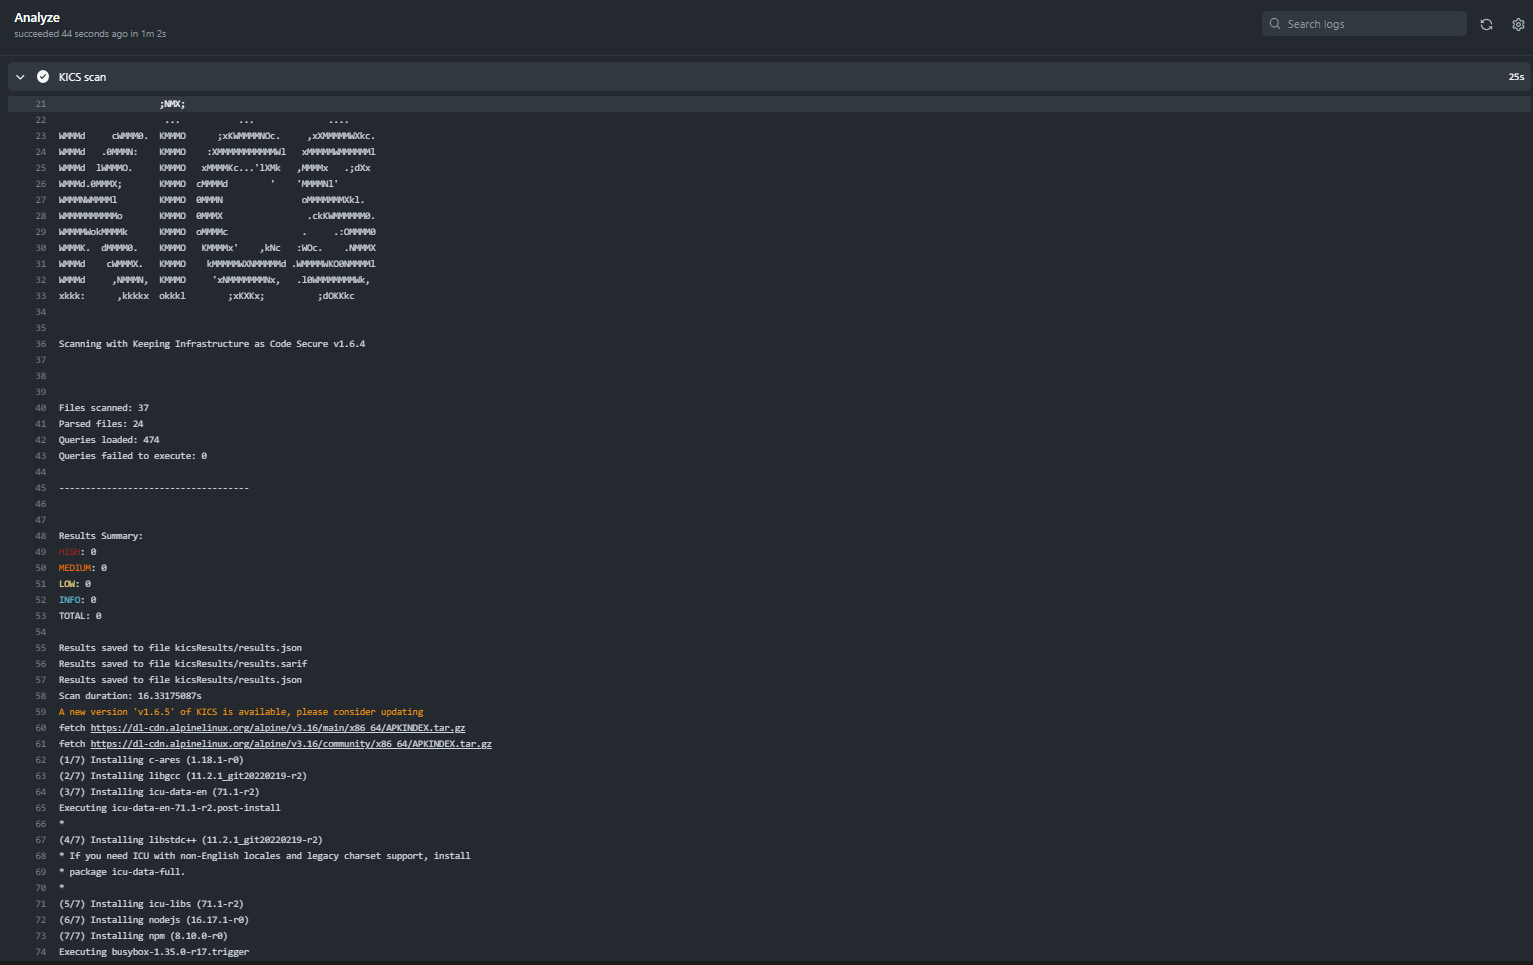 Analyze
succeeded 44 seconds ago in 1m 2s
Search logs
KICS scan
25s
21 ;NMX;
22 ... ... ....
23 WMMMd cWMMM0. KMMMO ;xKWMMMMNOc. ,xXMMMMMWXkc.
24 WMMMd .0MMMN: KMMMO :XMMMMMMMMMMMWl xMMMMMWMMMMMMl
25 WMMMd lWMMMO. KMMMO xMMMMKc...'lXMk ,MMMMx .;dXx
26 WMMMd.0MMMX; KMMMO cMMMMd ' 'MMMMNl'
27 WMMMNWMMMMl KMMMO 0MMMN oMMMMMMMXkl.
28 WMMMMMMMMMMo KMMMO 0MMMX .ckKWMMMMMM0.
29 WMMMMWokMMMMk KMMMO oMMMMc . .:OMMMM0
30 WMMMK. dMMMM0. KMMMO KMMMMx' ,kNc :WOc. .NMMMX
31 WMMMd cWMMMX. KMMMO kMMMMMWXNMMMMMd .WMMMMWKO0NMMMMl
32 WMMMd ,NMMMN, KMMMO 'xNMMMMMMMNx, .l0WMMMMMMMWk,
33 xkkk: ,kkkkx okkkl ;xKXKx; ;dOKKkc
34
35
36 Scanning with Keeping Infrastructure as Code Secure v1.6.4
37
38
39
40 Files scanned: 37
41 Parsed files: 24
42 Queries loaded: 474
43 Queries failed to execute: 0
44
45 ------------------------------------
46
47
48 Results Summary:
49 HIGH: 0
50 MEDIUM: 0
51 LOW: 0
52 INFO: 0
53 TOTAL: 0
54
55 Results saved to file kicsResults/results.json
56 Results saved to file kicsResults/results.sarif
57 Results saved to file kicsResults/results.json
58 Scan duration: 16.33175087s
59 A new version 'v1.6.5' of KICS is available, please consider updating
60 fetch https://dl-cdn.alpinelinux.org/alpine/v3.16/main/x86_64/APKINDEX.tar.gz
61 fetch https://dl-cdn.alpinelinux.org/alpine/v3.16/community/x86_64/APKINDEX.tar.gz
62 (1/7) Installing c-ares (1.18.1-r0)
63 (2/7) Installing libgcc (11.2.1_git20220219-r2)
64 (3/7) Installing icu-data-en (71.1-r2)
65 Executing icu-data-en-71.1-r2.post-install
66 *
67 (4/7) Installing libstdc++ (11.2.1_git20220219-r2)
68 * If you need ICU with non-English locales and legacy charset support, install
69 * package icu-data-full.
70 *
71 (5/7) Installing icu-libs (71.1-r2)
72 (6/7) Installing nodejs (16.17.1-r0)
73 (7/7) Installing npm (8.10.0-r0)
74 Executing busybox-1.35.0-r17.trigger